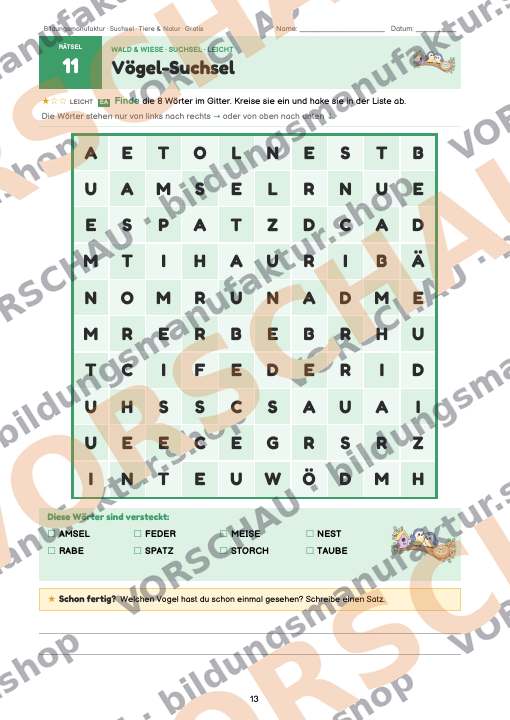 Bildungsmanufaktur · Suchsel · Tiere & Natur · Gratis Name: Datum:
RÄTSEL
11
WALD & WIESE · SUCHSEL · LEICHT
Vögel-Suchsel
★☆☆ LEICHT EA Finde die 8 Wörter im Gitter. Kreise sie ein und hake sie in der Liste ab.
Die Wörter stehen nur von links nach rechts → oder von oben nach unten ↓.
A E T O L N E S T B
U A M S E L R N U E
E S P A T Z D C A D
M T I H A U R I B Ä
N O M R U N A D M E
M R E R B E B R H U
T C I F E D E R I D
U H S S C S A U A I
U E E C E G R S R Z
I N T E U W Ö D M H
Diese Wörter sind versteckt:
☐ AMSEL ☐ FEDER ☐ MEISE ☐ NEST
☐ RABE ☐ SPATZ ☐ STORCH ☐ TAUBE
★ Schon fertig? Welchen Vogel hast du schon einmal gesehen? Schreibe einen Satz.
13
VORSCHAU · bildungsmanufaktur.shop
VORSCHAU